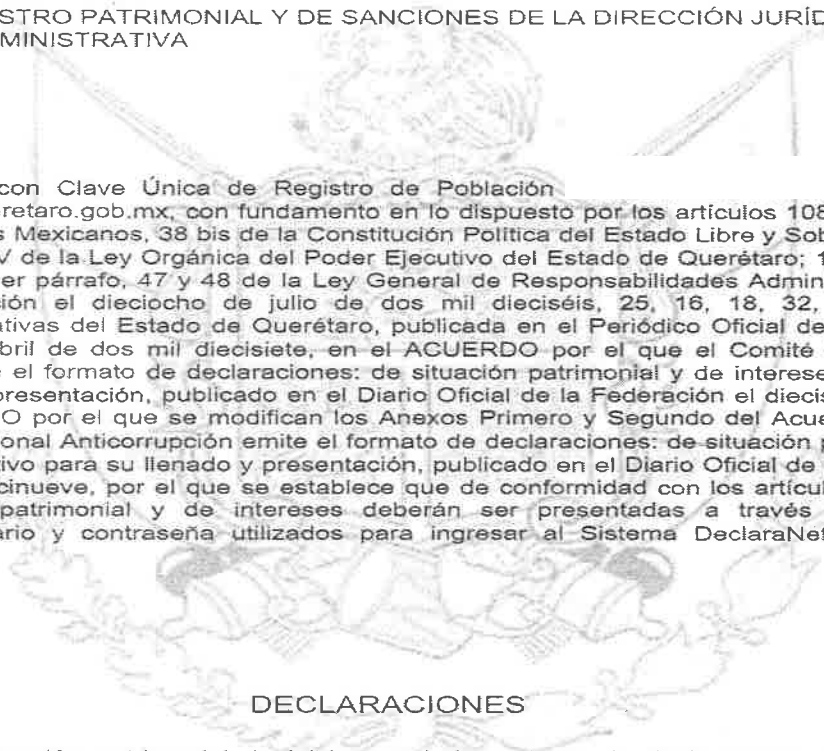 STRO PATRIMONIAL Y DE SANCIONES DE LA DIRECCIÓN JURÍD
MINISTRATIVA
con Clave Única de Registro de Población
retaro.gob.mx, con fundamento en lo dispuesto por los artículos 108
s Mexicanos, 38 bis de la Constitución Política del Estado Libre y Sob
V de la Ley Orgánica del Poder Ejecutivo del Estado de Querétaro; 1
er párrafo, 47 y 48 de la Ley General de Responsabilidades Admin
ción el dieciocho de julio de dos mil dieciséis, 25, 16, 18, 32,
ativas del Estado de Querétaro, publicada en el Periódico Oficial de
bril de dos mil diecisiete, en el ACUERDO por el que el Comité
e el formato de declaraciones: de situación patrimonial y de interese
presentación, publicado en el Diario Oficial de la Federación el diecis
O por el que se modifican los Anexos Primero y Segundo del Acue
onal Anticorrupción emite el formato de declaraciones: de situación p
ivo para su llenado y presentación, publicado en el Diario Oficial de
cinueve, por el que se establece que de conformidad con los artícul
patrimonial y de intereses deberán ser presentadas a través
ario y contraseña utilizados para ingresar al Sistema DeclaraNet
DECLARACIONES